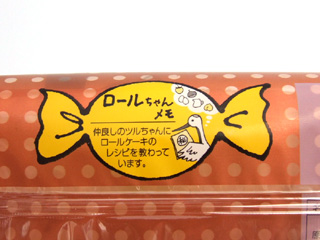 ロールちゃん
メモ
仲良しのツルちゃんに
ロールケーキの
レシピを教わって
います。